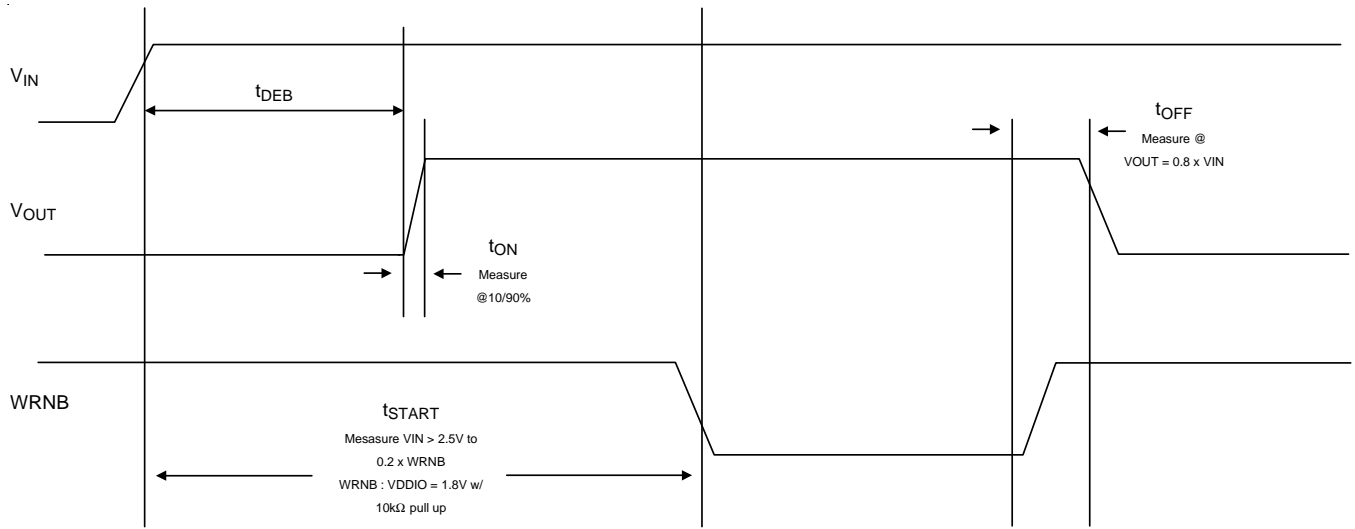 VIN
tDEB
tOFF
Measure @
VOUT = 0.8 x VIN
VOUT
tON
Measure
@10/90%
WRNB
tSTART
Mesasure VIN > 2.5V to
0.2 x WRNB
WRNB : VDDIO = 1.8V w/
10kΩ pull up